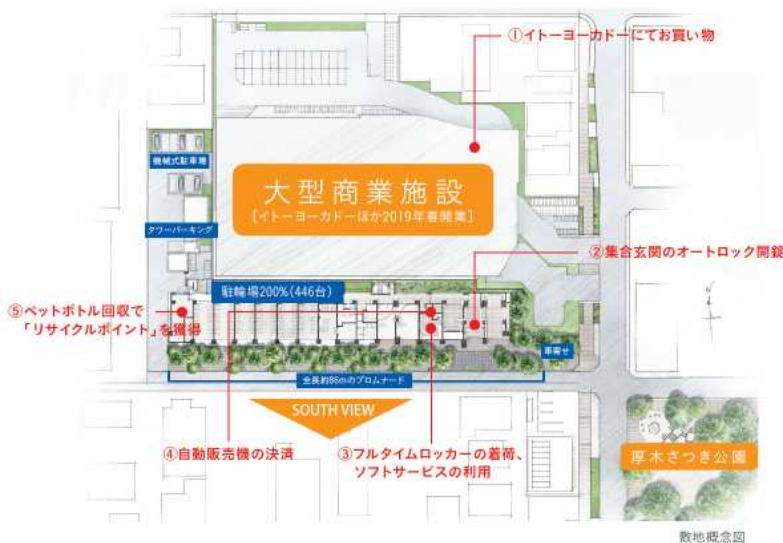 ①イトーヨーカドーにてお買い物
機械式駐車場
大型商業施設
[イトーヨーカドーほか2019年春開業]
タワーパーキング
②集合玄関のオートロック開錠
駐輪場200%(446台)
⑤ペットボトル回収で
「リサイクルポイント」を獲得
車寄せ
全長約86mのプロムナード
SOUTH VIEW
④自動販売機の決済
③フルタイムロッカーの着荷、
ソフトサービスの利用
厚木さつき公園
敷地概念図